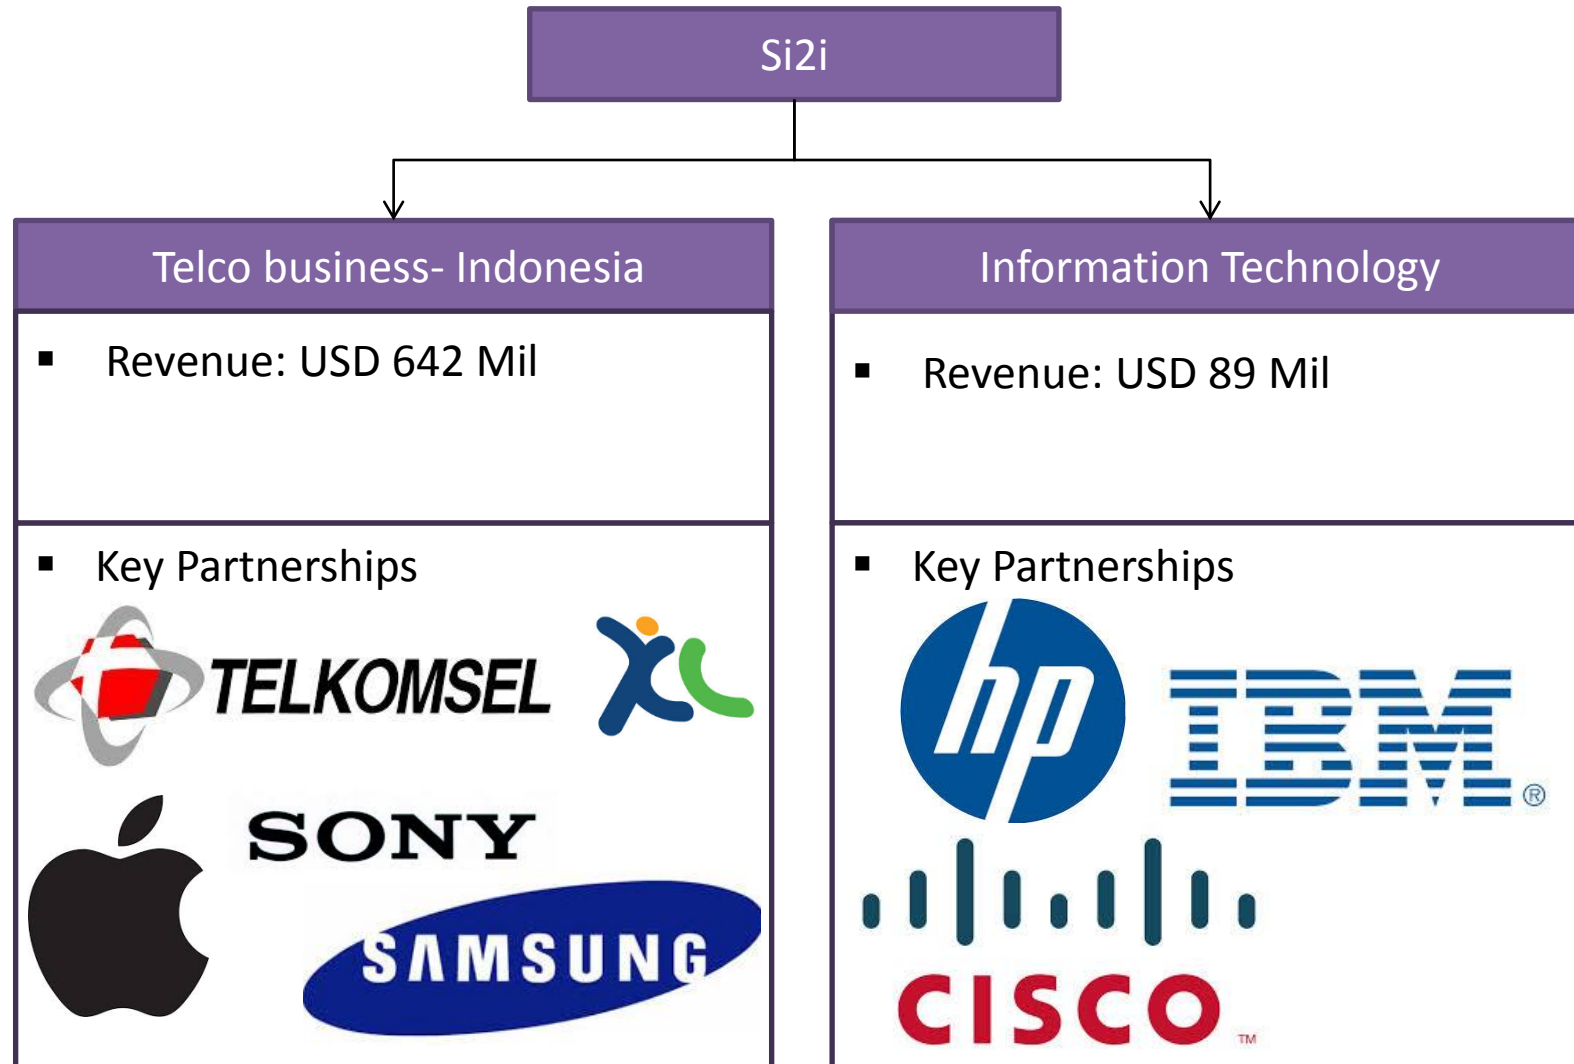 Si2i
Telco business- Indonesia
▪ Revenue: USD 642 Mil
▪ Key Partnerships
TELKOMSEL
XL
SONY
SAMSUNG
Information Technology
▪ Revenue: USD 89 Mil
▪ Key Partnerships
hp
IBM®
CISCO™